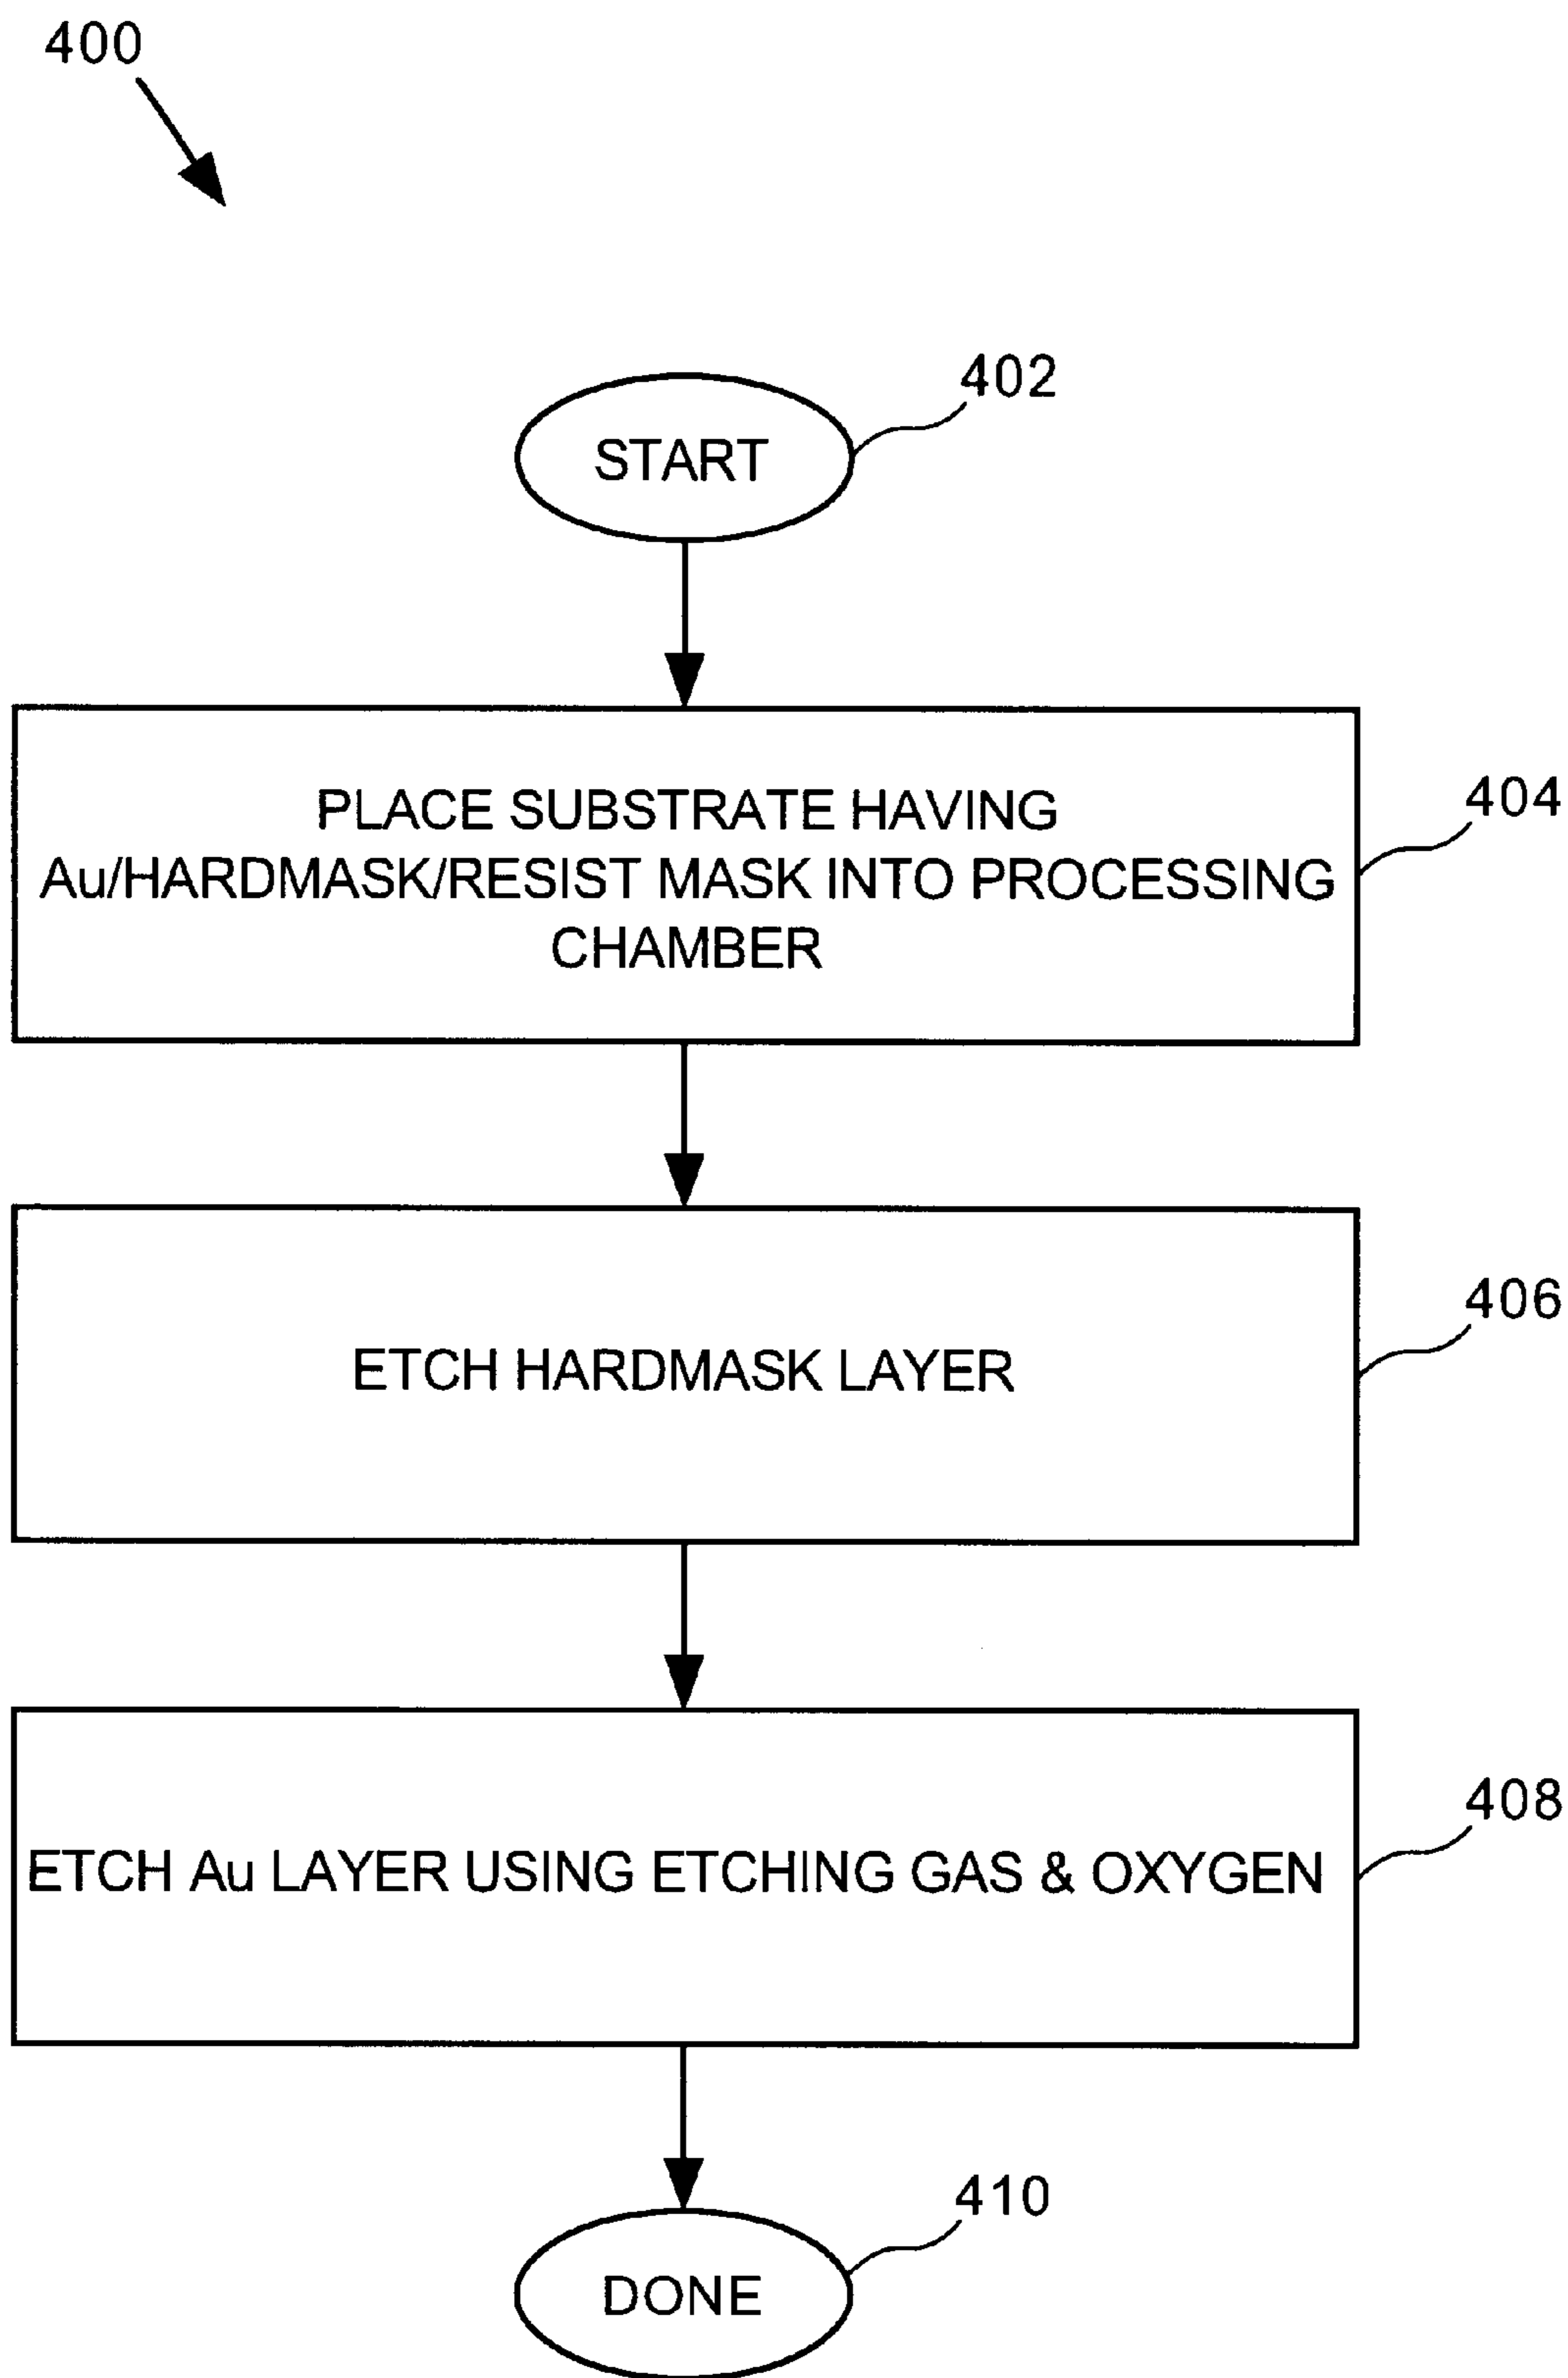 400
402
START
PLACE SUBSTRATE HAVING
Au/HARDMASK/RESIST MASK INTO PROCESSING
CHAMBER
404
ETCH HARDMASK LAYER
406
ETCH Au LAYER USING ETCHING GAS & OXYGEN
408
410
DONE